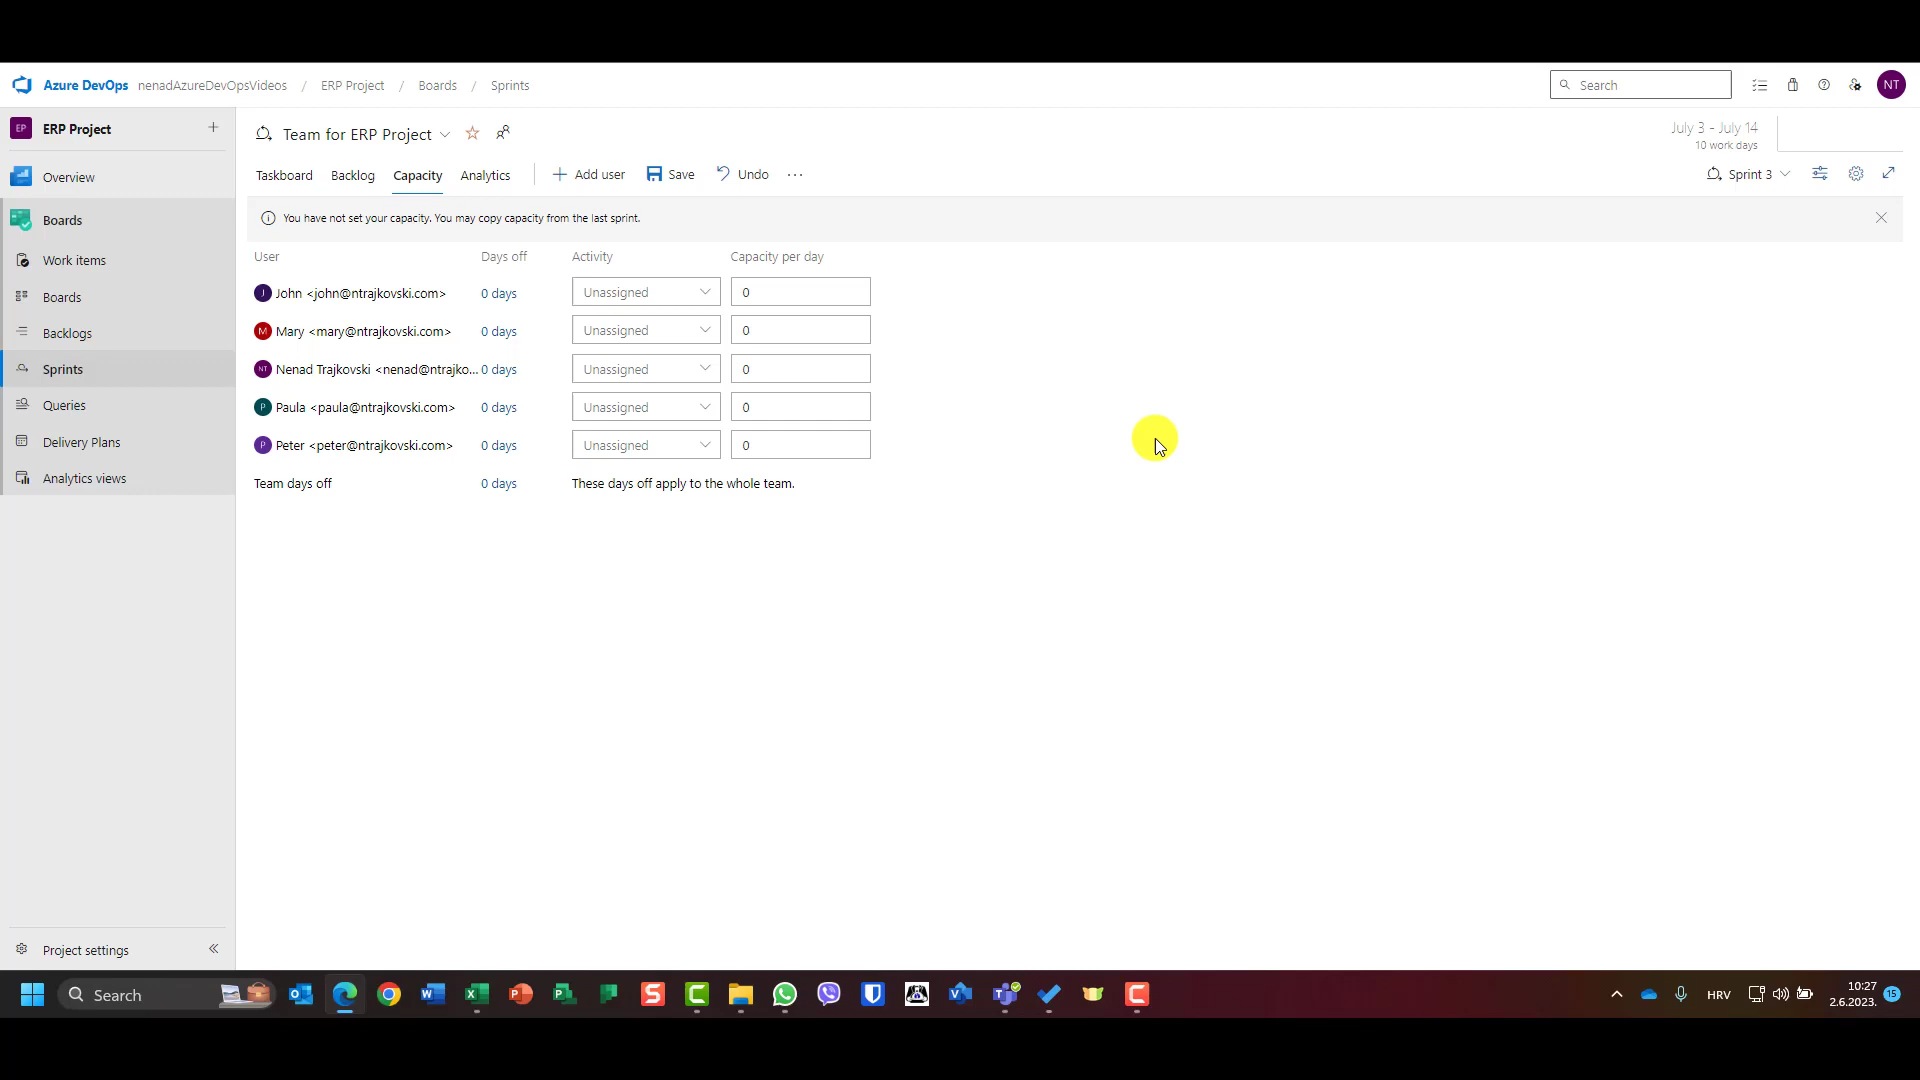 Azure DevOps nenadAzureDevOpsVideos / ERP Project / Boards / Sprints
Search
NT
EP ERP Project
Team for ERP Project
July 3 - July 14
10 work days
Overview
Taskboard Backlog Capacity Analytics Add user Save Undo
Sprint 3
Boards
You have not set your capacity. You may copy capacity from the last sprint.
Work items
User Days off Activity Capacity per day
Boards
J John <john@ntrajkovski.com> 0 days Unassigned 0
Backlogs
M Mary <mary@ntrajkovski.com> 0 days Unassigned 0
Sprints
NT Nenad Trajkovski <nenad@ntrajko... 0 days Unassigned 0
Queries
P Paula <paula@ntrajkovski.com> 0 days Unassigned 0
Delivery Plans
P Peter <peter@ntrajkovski.com> 0 days Unassigned 0
Analytics views
Team days off 0 days These days off apply to the whole team.
Project settings
Search
HRV
10:27
2.6.2023.
15